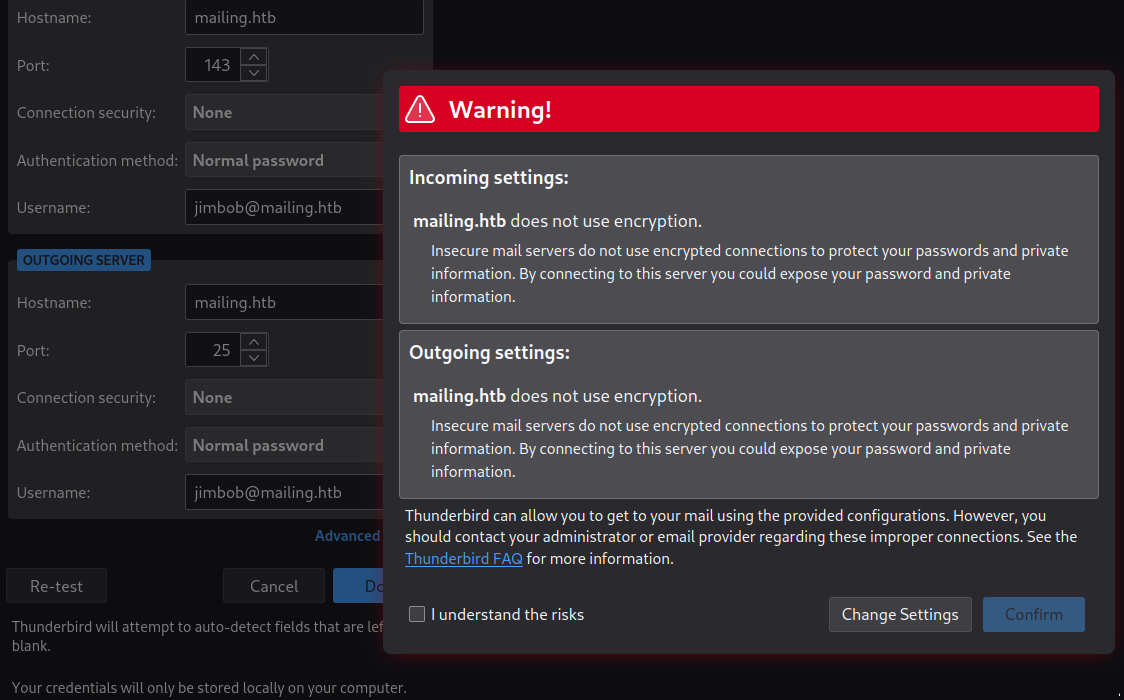 Hostname: mailing.htb
Port: 143
Connection security: None
Authentication method: Normal password
Username: jimbob@mailing.htb
OUTGOING SERVER
Hostname: mailing.htb
Port: 25
Connection security: None
Authentication method: Normal password
Username: jimbob@mailing.htb
Advanced
Re-test Cancel Do
Thunderbird will attempt to auto-detect fields that are lef
blank.
Your credentials will only be stored locally on your computer.
Warning!
Incoming settings:
mailing.htb does not use encryption.
Insecure mail servers do not use encrypted connections to protect your passwords and private
information. By connecting to this server you could expose your password and private
information.
Outgoing settings:
mailing.htb does not use encryption.
Insecure mail servers do not use encrypted connections to protect your passwords and private
information. By connecting to this server you could expose your password and private
information.
Thunderbird can allow you to get to your mail using the provided configurations. However, you
should contact your administrator or email provider regarding these improper connections. See the
Thunderbird FAQ for more information.
I understand the risks Change Settings Confirm